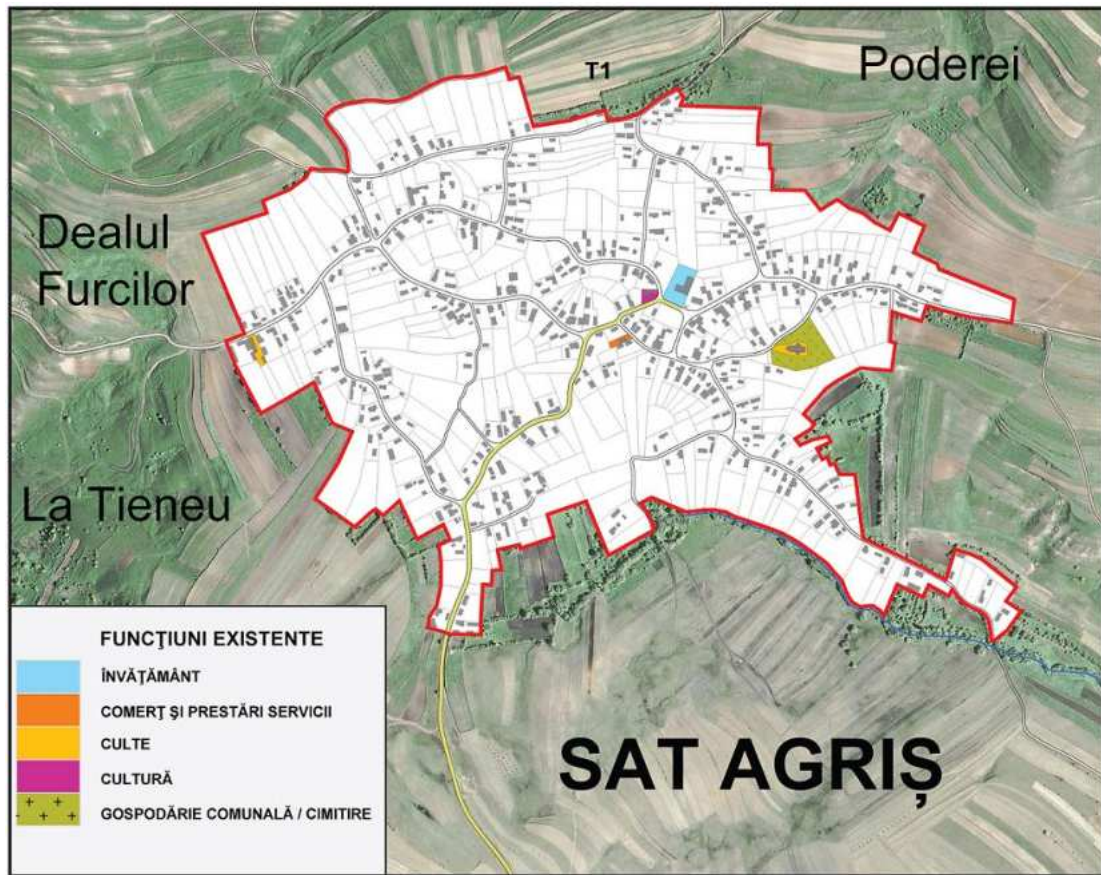 T1
Poderei
Dealul
Furcilor
La Tieneu
FUNCŢIUNI EXISTENTE
ÎNVĂŢĂMÂNT
COMERŢ ŞI PRESTĂRI SERVICII
CULTE
CULTURĂ
GOSPODĂRIE COMUNALĂ / CIMITIRE
SAT AGRIȘ